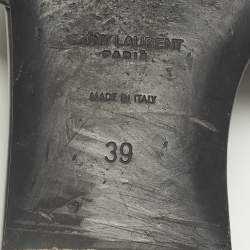 SAINT LAURENT
PARIS
MADE IN ITALY
39